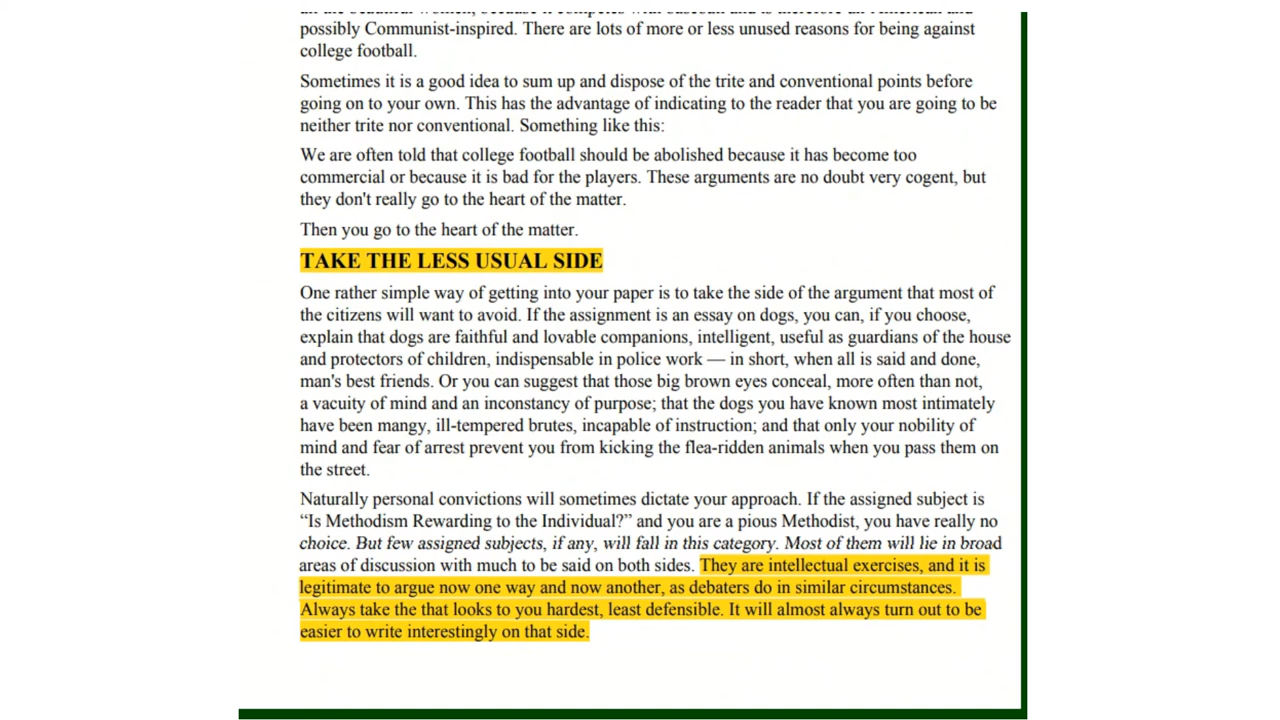 possibly Communist-inspired. There are lots of more or less unused reasons for being against
college football.
Sometimes it is a good idea to sum up and dispose of the trite and conventional points before
going on to your own. This has the advantage of indicating to the reader that you are going to be
neither trite nor conventional. Something like this:
We are often told that college football should be abolished because it has become too
commercial or because it is bad for the players. These arguments are no doubt very cogent, but
they don't really go to the heart of the matter.
Then you go to the heart of the matter.
TAKE THE LESS USUAL SIDE
One rather simple way of getting into your paper is to take the side of the argument that most of
the citizens will want to avoid. If the assignment is an essay on dogs, you can, if you choose,
explain that dogs are faithful and lovable companions, intelligent, useful as guardians of the house
and protectors of children, indispensable in police work — in short, when all is said and done,
man's best friends. Or you can suggest that those big brown eyes conceal, more often than not,
a vacuity of mind and an inconstancy of purpose; that the dogs you have known most intimately
have been mangy, ill-tempered brutes, incapable of instruction; and that only your nobility of
mind and fear of arrest prevent you from kicking the flea-ridden animals when you pass them on
the street.
Naturally personal convictions will sometimes dictate your approach. If the assigned subject is
“Is Methodism Rewarding to the Individual?” and you are a pious Methodist, you have really no
choice. But few assigned subjects, if any, will fall in this category. Most of them will lie in broad
areas of discussion with much to be said on both sides. They are intellectual exercises, and it is
legitimate to argue now one way and now another, as debaters do in similar circumstances.
Always take the that looks to you hardest, least defensible. It will almost always turn out to be
easier to write interestingly on that side.